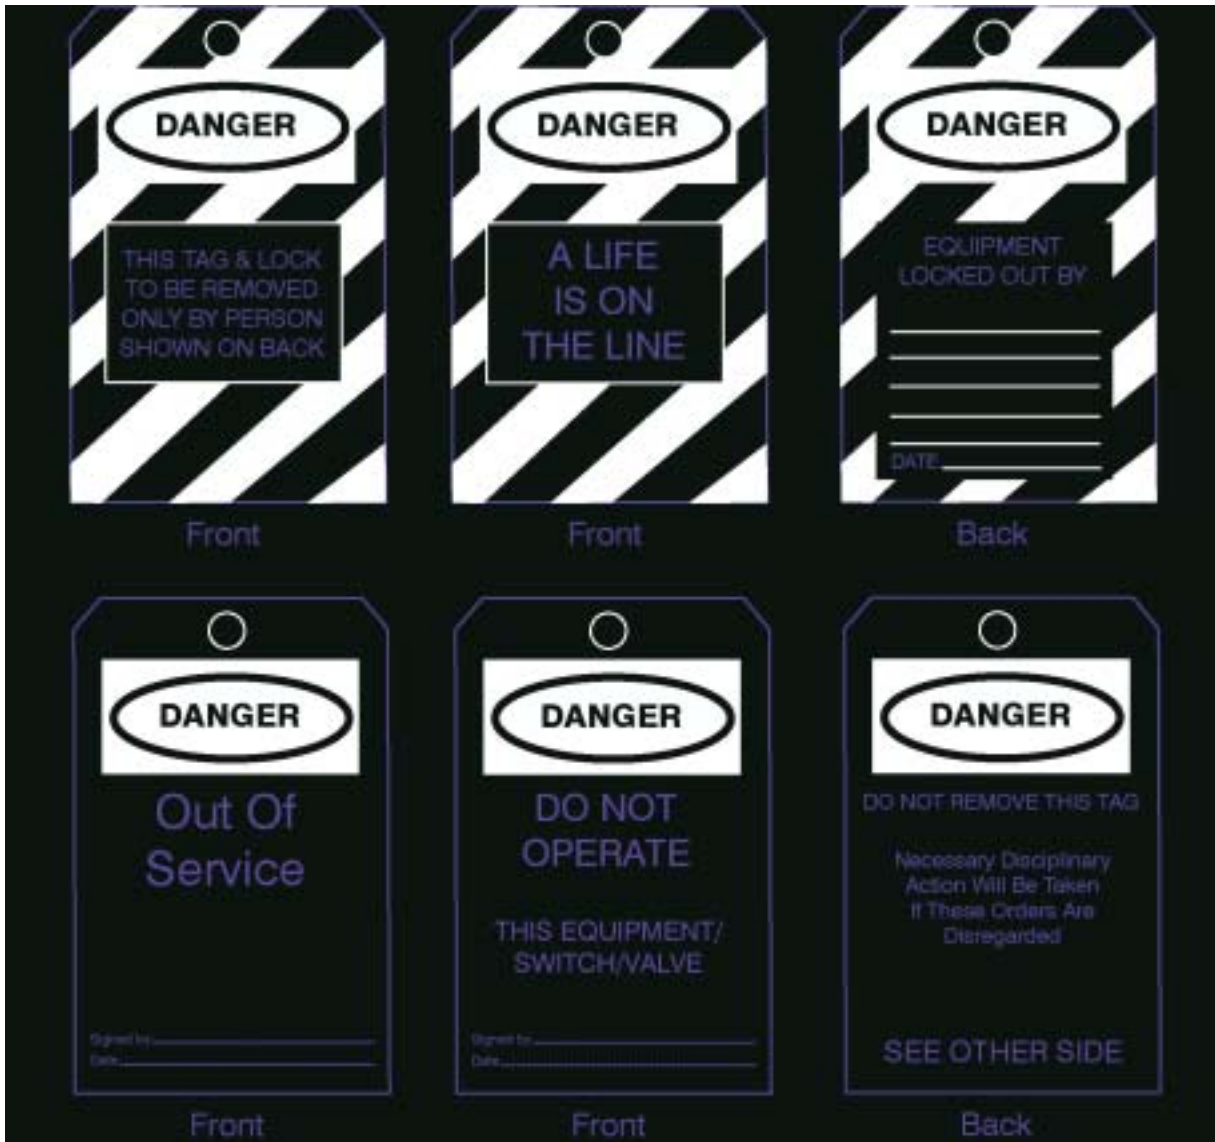 DANGER
THIS TAG & LOCK
TO BE REMOVED
ONLY BY PERSON
SHOWN ON BACK
Front
DANGER
A LIFE
IS ON
THE LINE
Front
DANGER
EQUIPMENT
LOCKED OUT BY
DATE
Back
DANGER
Out Of
Service
Signed by
Date
Front
DANGER
DO NOT
OPERATE
THIS EQUIPMENT/
SWITCH/VALVE
Signed by
Date
Front
DANGER
DO NOT REMOVE THIS TAG
Necessary Disciplinary
Action Will Be Taken
If These Orders Are
Disregarded
SEE OTHER SIDE
Back